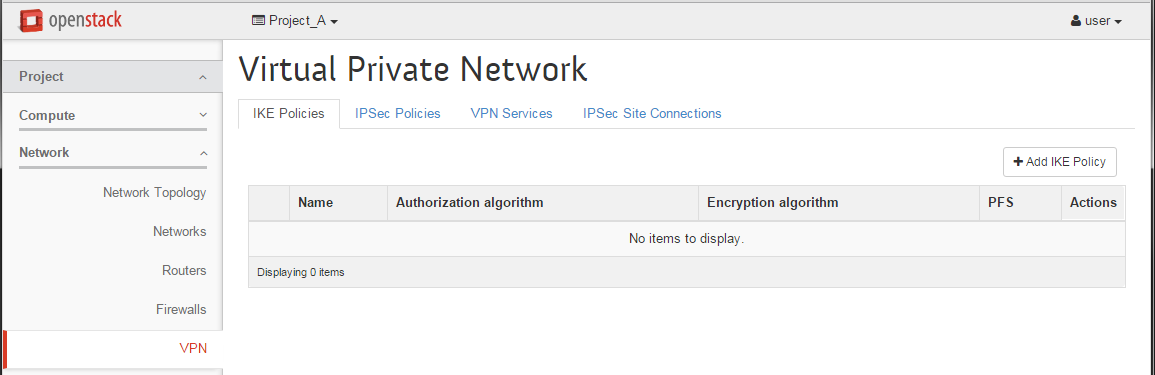 openstack
Project_A
user
Project
Compute
Network
Network Topology
Networks
Routers
Firewalls
VPN
Virtual Private Network
IKE Policies IPSec Policies VPN Services IPSec Site Connections
+ Add IKE Policy
Name Authorization algorithm Encryption algorithm PFS Actions
No items to display.
Displaying 0 items